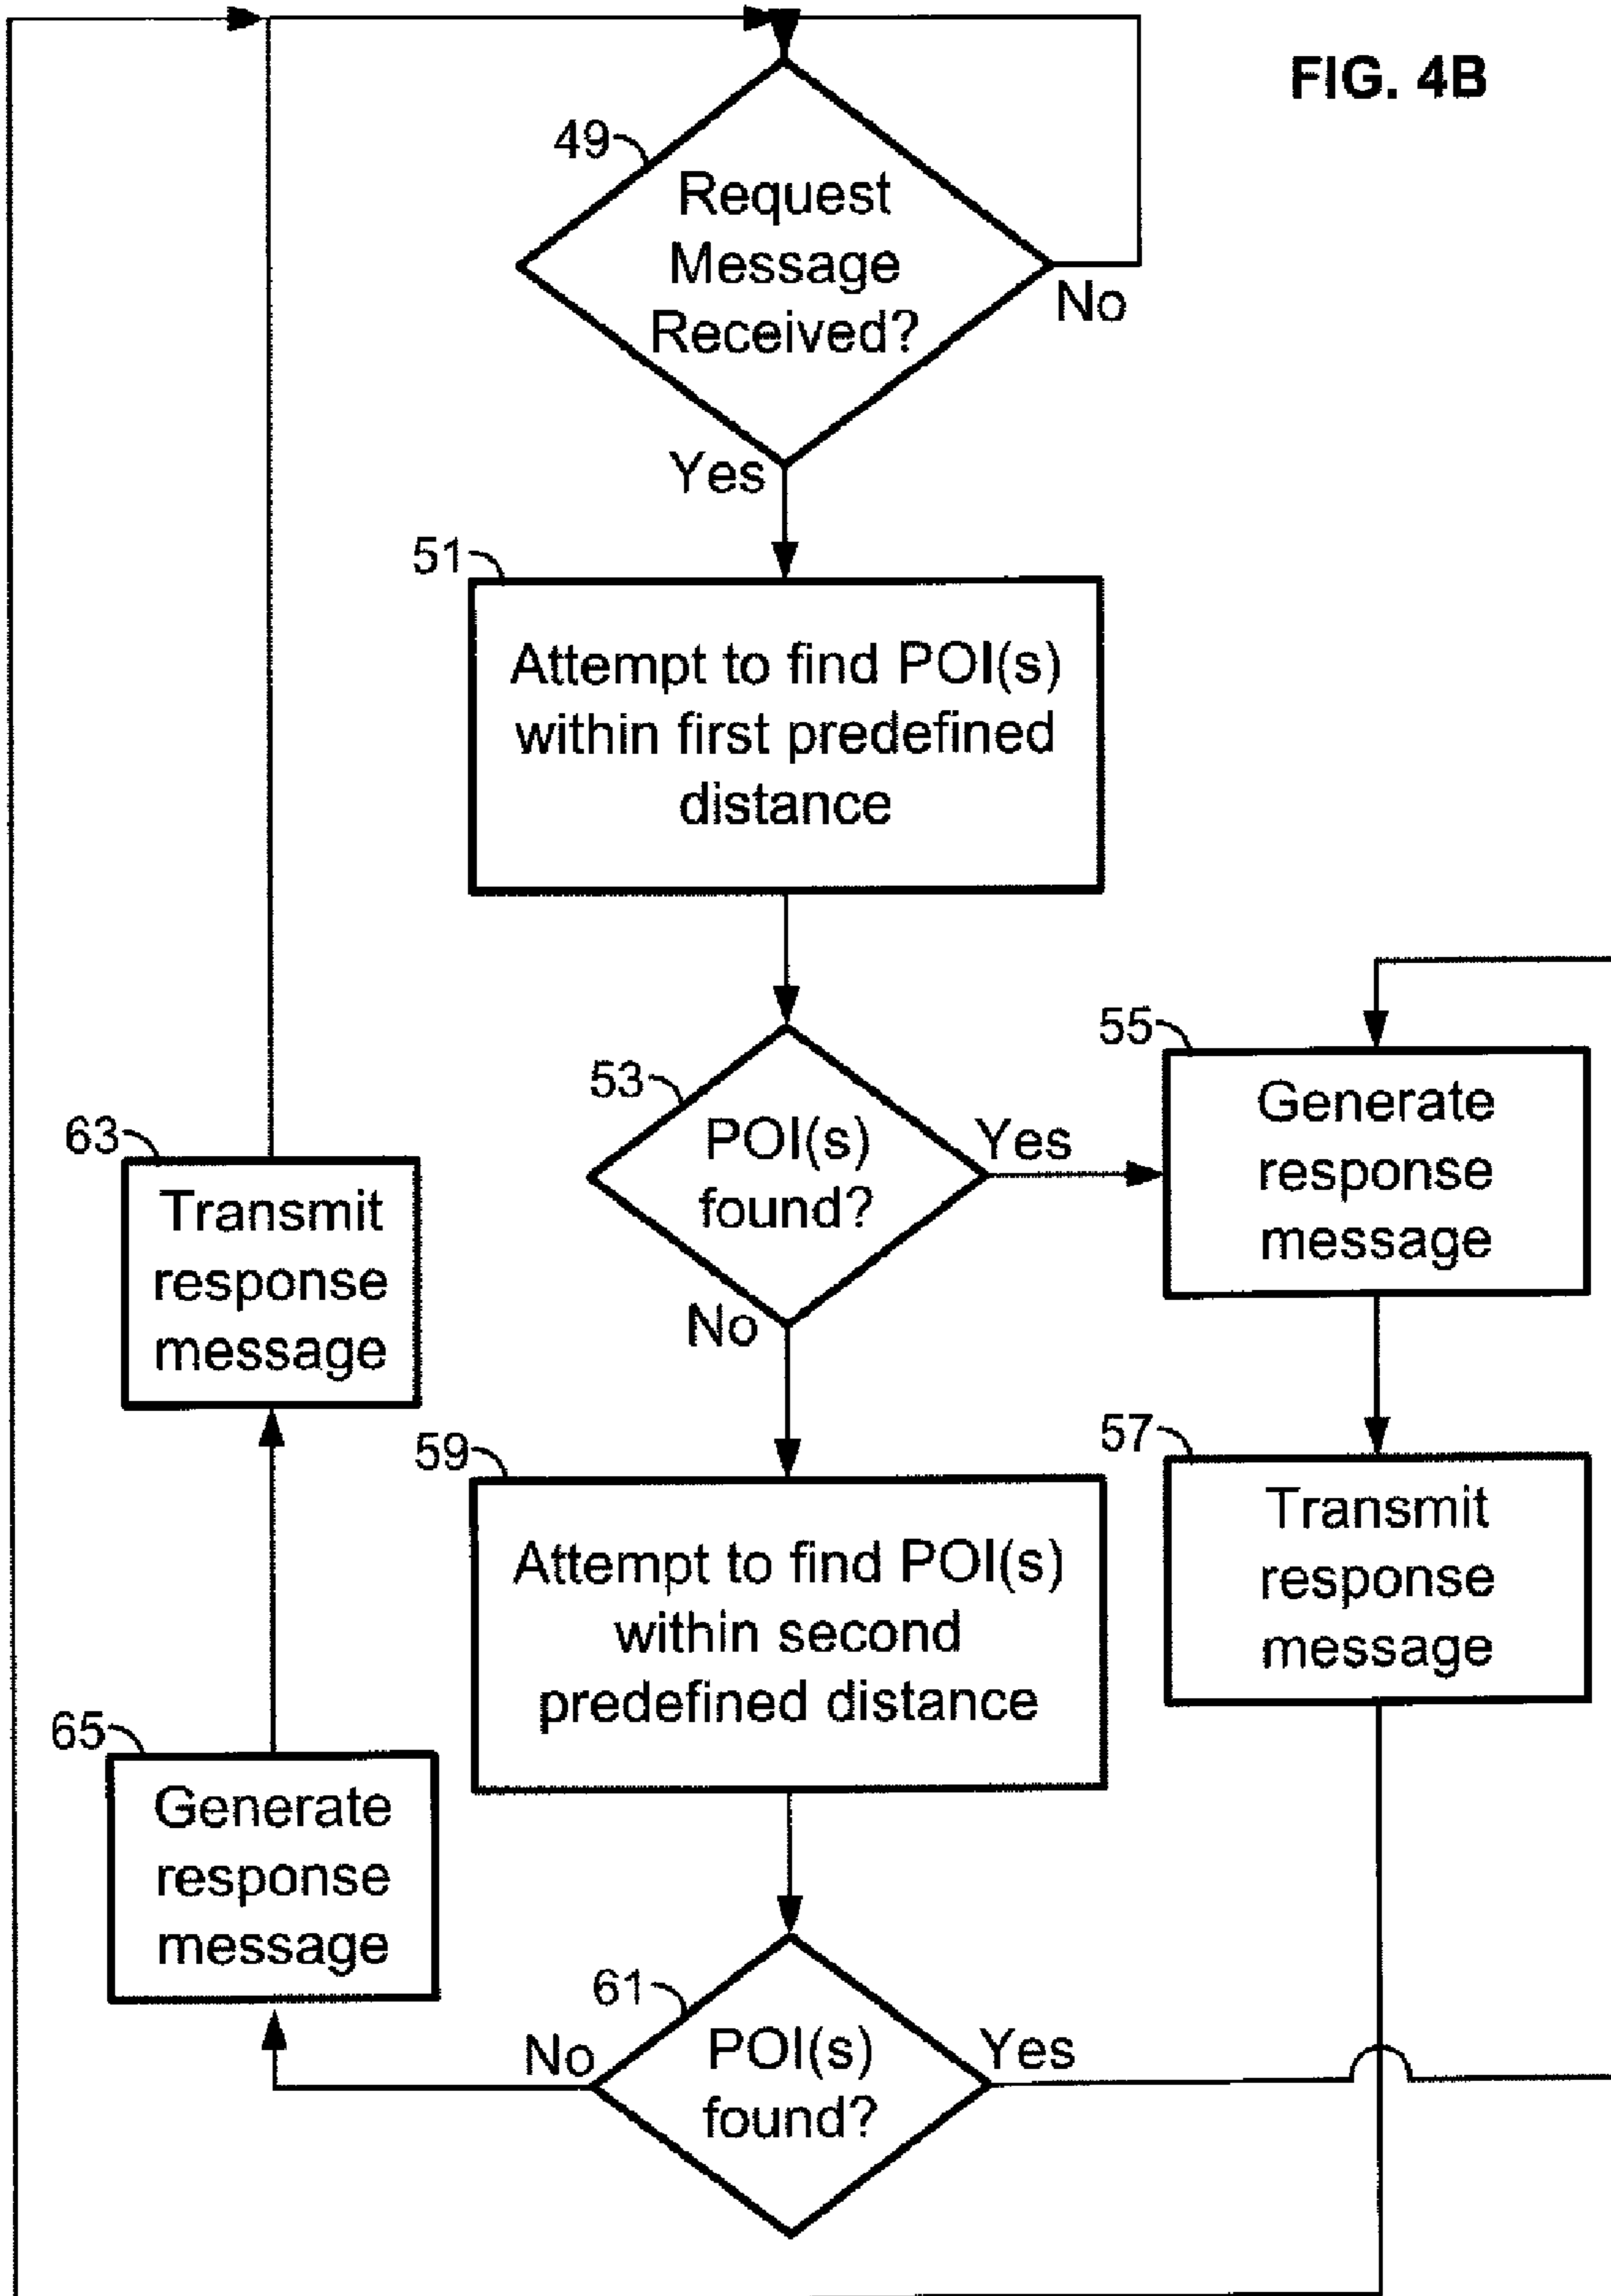 FIG. 4B
49
Request
Message
Received?
No
Yes
51
Attempt to find POI(s)
within first predefined
distance
53
POI(s)
found?
Yes
No
55
Generate
response
message
63
Transmit
response
message
57
Transmit
response
message
59
Attempt to find POI(s)
within second
predefined distance
65
Generate
response
message
61
POI(s)
found?
No
Yes